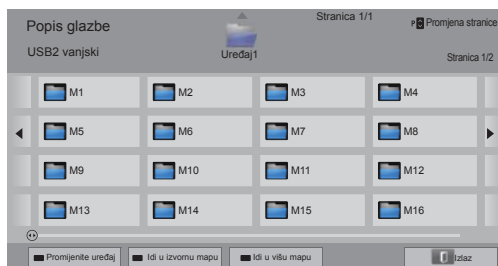 Popis glazbe
Stranica 1/1
P Promjena stranice
USB2 vanjski
Uređaj1
Stranica 1/2
M1 M2 M3 M4
M5 M6 M7 M8
M9 M10 M11 M12
M13 M14 M15 M16
Promijenite uređaj Idi u izvornu mapu Idi u višu mapu Izlaz